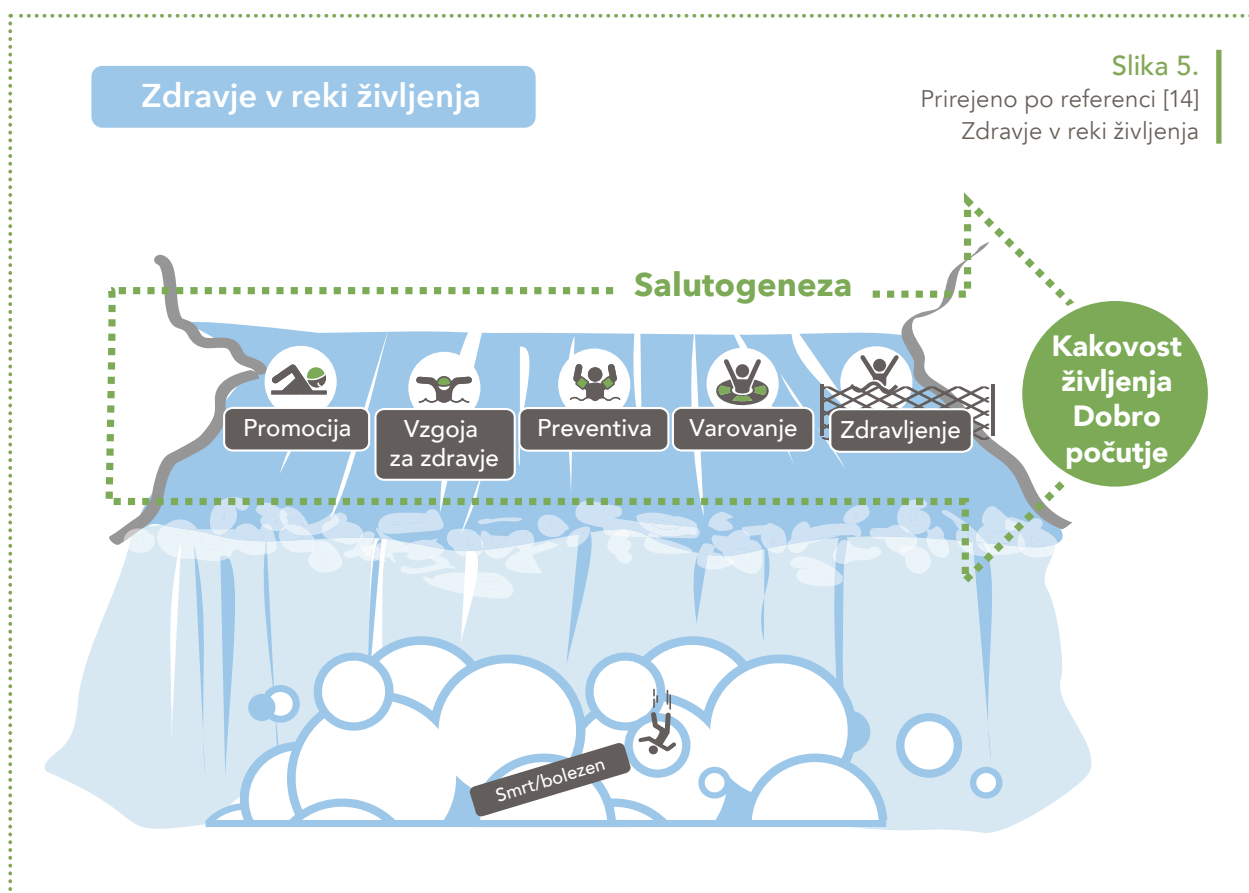 Zdravje v reki življenja
Slika 5.
Prirejeno po referenci [14]
Zdravje v reki življenja
Salutogeneza
Kakovost
življenja
Dobro
počutje
Promocija
Vzgoja
za zdravje
Preventiva
Varovanje
Zdravljenje
Smrt/bolezen